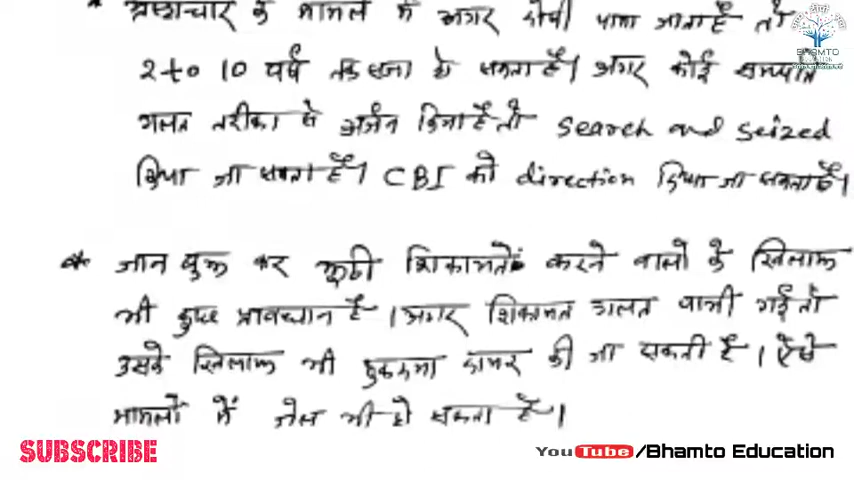 * भ्रष्टाचार के मामले में अगर दोषी पाया जाता है तो
2 to 10 वर्ष तक सजा हो सकता है। अगर कोई सम्पति
गलत तरीका से अर्जन किया है तो search and seized
किया जा सकता है। CBI को direction दिया जा सकता है।
* जान बुझ कर झूठी शिकायतें करने वालो के खिलाफ
भी कुछ प्रावधान है। अगर शिकायत गलत पायी गई तो
उसके खिलाफ भी मुकदमा दायर की जा सकती है। ऐसे
मामलो में जेल भी हो सकता है।
BHAMTO
SUBSCRIBE
YouTube/Bhamto Education